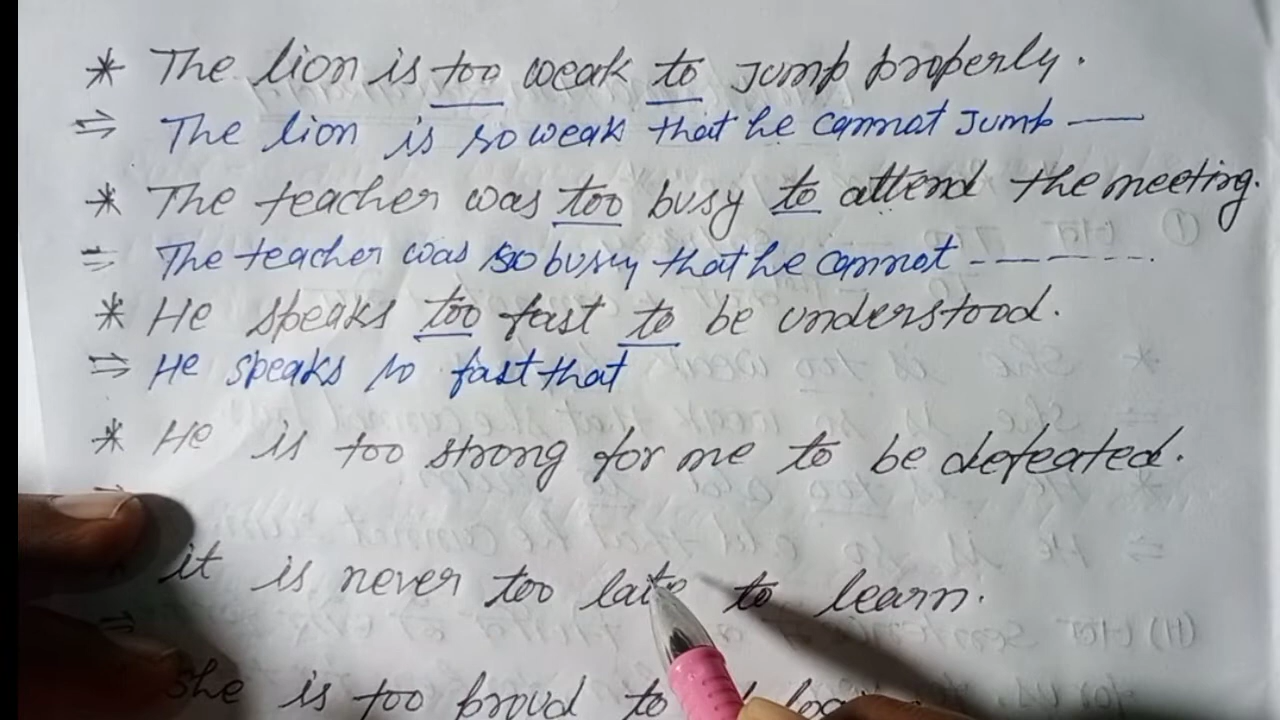 * The lion is too weak to Jump properly.
⇒ The lion is so weak that he cannot Jump —
* The teacher was too busy to attend the meeting.
= The teacher was so busy that he cannot - — — - - - .
* He speaks too fast to be understood.
⇒ He speaks so fast that
* He is too strong for me to be defeated.
it is never too late to learn.
She is too proud to